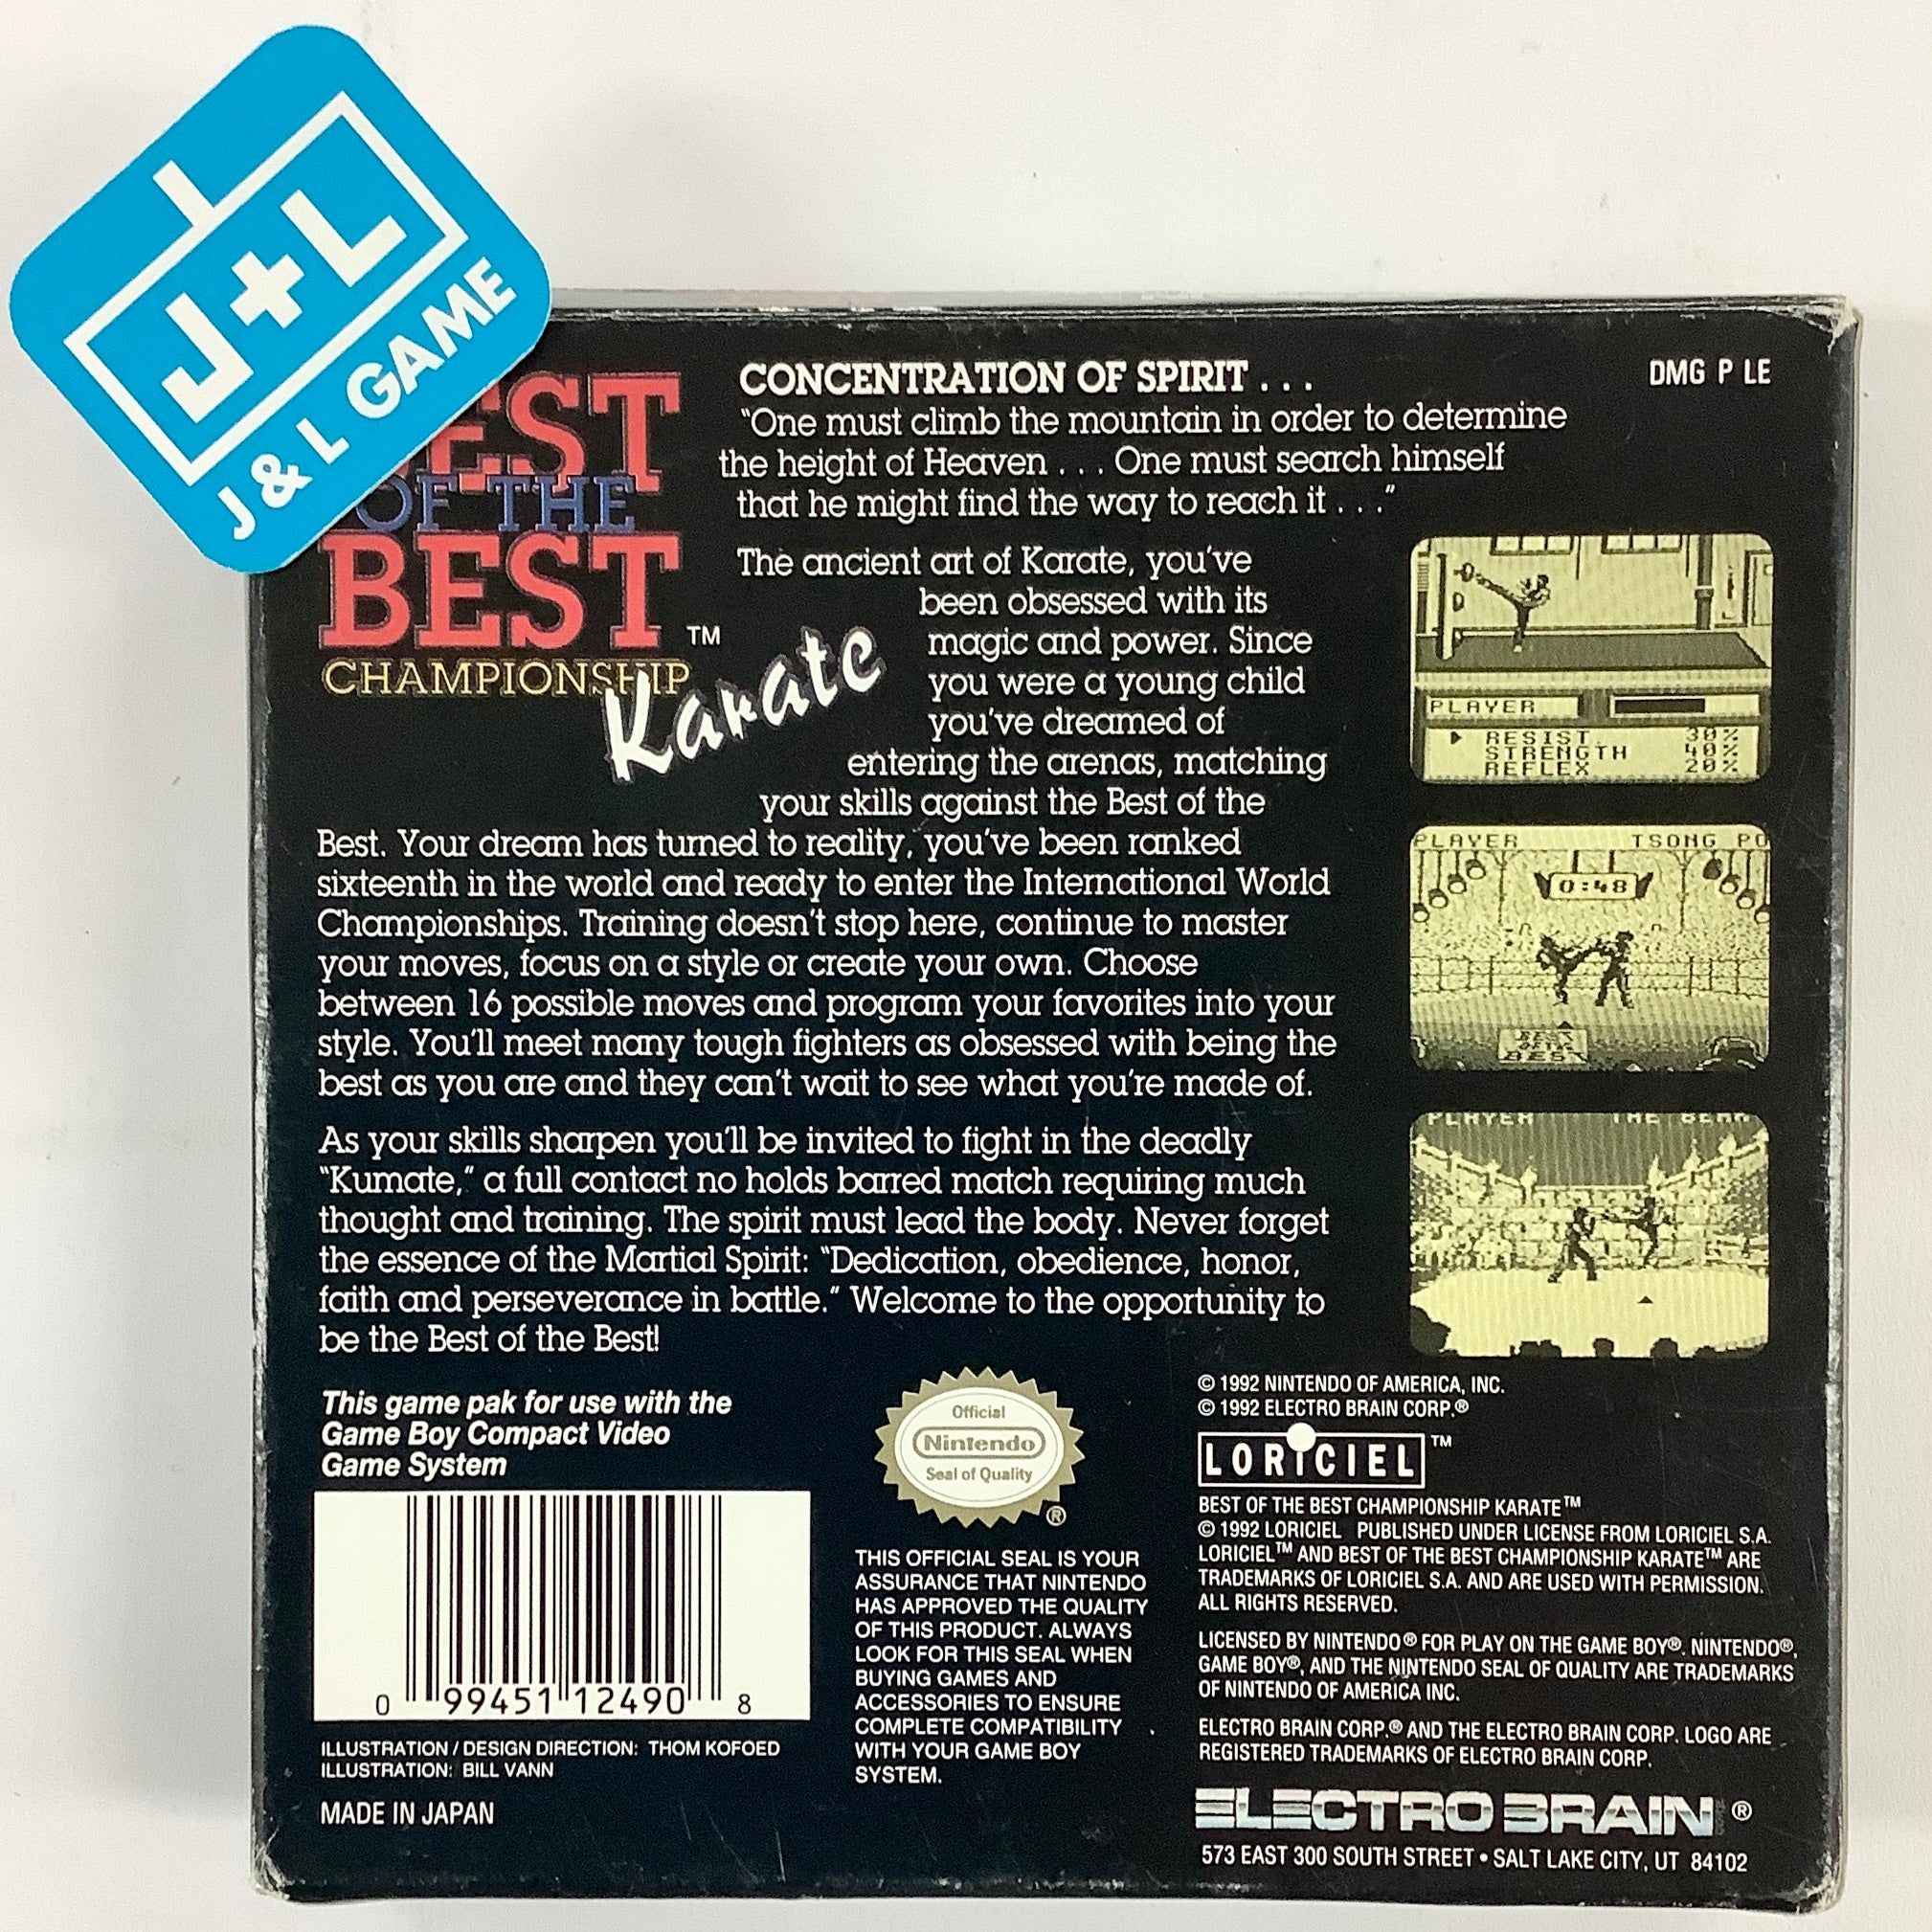 J+L
J & L GAME
BEST
OF THE
BEST
TM
CHAMPIONSHIP
Karate
CONCENTRATION OF SPIRIT . . .
DMG P LE
"One must climb the mountain in order to determine
the height of Heaven . . . One must search himself
that he might find the way to reach it . . ."
The ancient art of Karate, you've
been obsessed with its
magic and power. Since
you were a young child
you've dreamed of
entering the arenas, matching
your skills against the Best of the
Best. Your dream has turned to reality, you've been ranked
sixteenth in the world and ready to enter the International World
Championships. Training doesn't stop here, continue to master
your moves, focus on a style or create your own. Choose
between 16 possible moves and program your favorites into your
style. You'll meet many tough fighters as obsessed with being the
best as you are and they can't wait to see what you're made of.
As your skills sharpen you'll be invited to fight in the deadly
"Kumate," a full contact no holds barred match requiring much
thought and training. The spirit must lead the body. Never forget
the essence of the Martial Spirit: "Dedication, obedience, honor,
faith and perseverance in battle." Welcome to the opportunity to
be the Best of the Best!
PLAYER
RESIST 30%
STRENGTH 40%
REFLEX 20%
PLAYER TSONG PO
0:48
BEST
OF THE
BEST
PLAYER THE BEAR
This game pak for use with the
Game Boy Compact Video
Game System
0 99451 12490 8
ILLUSTRATION / DESIGN DIRECTION: THOM KOFOED
ILLUSTRATION: BILL VANN
MADE IN JAPAN
Official
Nintendo
Seal of Quality
®
THIS OFFICIAL SEAL IS YOUR
ASSURANCE THAT NINTENDO
HAS APPROVED THE QUALITY
OF THIS PRODUCT. ALWAYS
LOOK FOR THIS SEAL WHEN
BUYING GAMES AND
ACCESSORIES TO ENSURE
COMPLETE COMPATIBILITY
WITH YOUR GAME BOY
SYSTEM.
© 1992 NINTENDO OF AMERICA, INC.
© 1992 ELECTRO BRAIN CORP.®
LORICIEL™
BEST OF THE BEST CHAMPIONSHIP KARATE™
© 1992 LORICIEL PUBLISHED UNDER LICENSE FROM LORICIEL S.A.
LORICIEL™ AND BEST OF THE BEST CHAMPIONSHIP KARATE™ ARE
TRADEMARKS OF LORICIEL S.A. AND ARE USED WITH PERMISSION.
ALL RIGHTS RESERVED.
LICENSED BY NINTENDO® FOR PLAY ON THE GAME BOY®. NINTENDO®,
GAME BOY®, AND THE NINTENDO SEAL OF QUALITY ARE TRADEMARKS
OF NINTENDO OF AMERICA INC.
ELECTRO BRAIN CORP.® AND THE ELECTRO BRAIN CORP. LOGO ARE
REGISTERED TRADEMARKS OF ELECTRO BRAIN CORP.
ELECTRO BRAIN ®
573 EAST 300 SOUTH STREET • SALT LAKE CITY, UT 84102